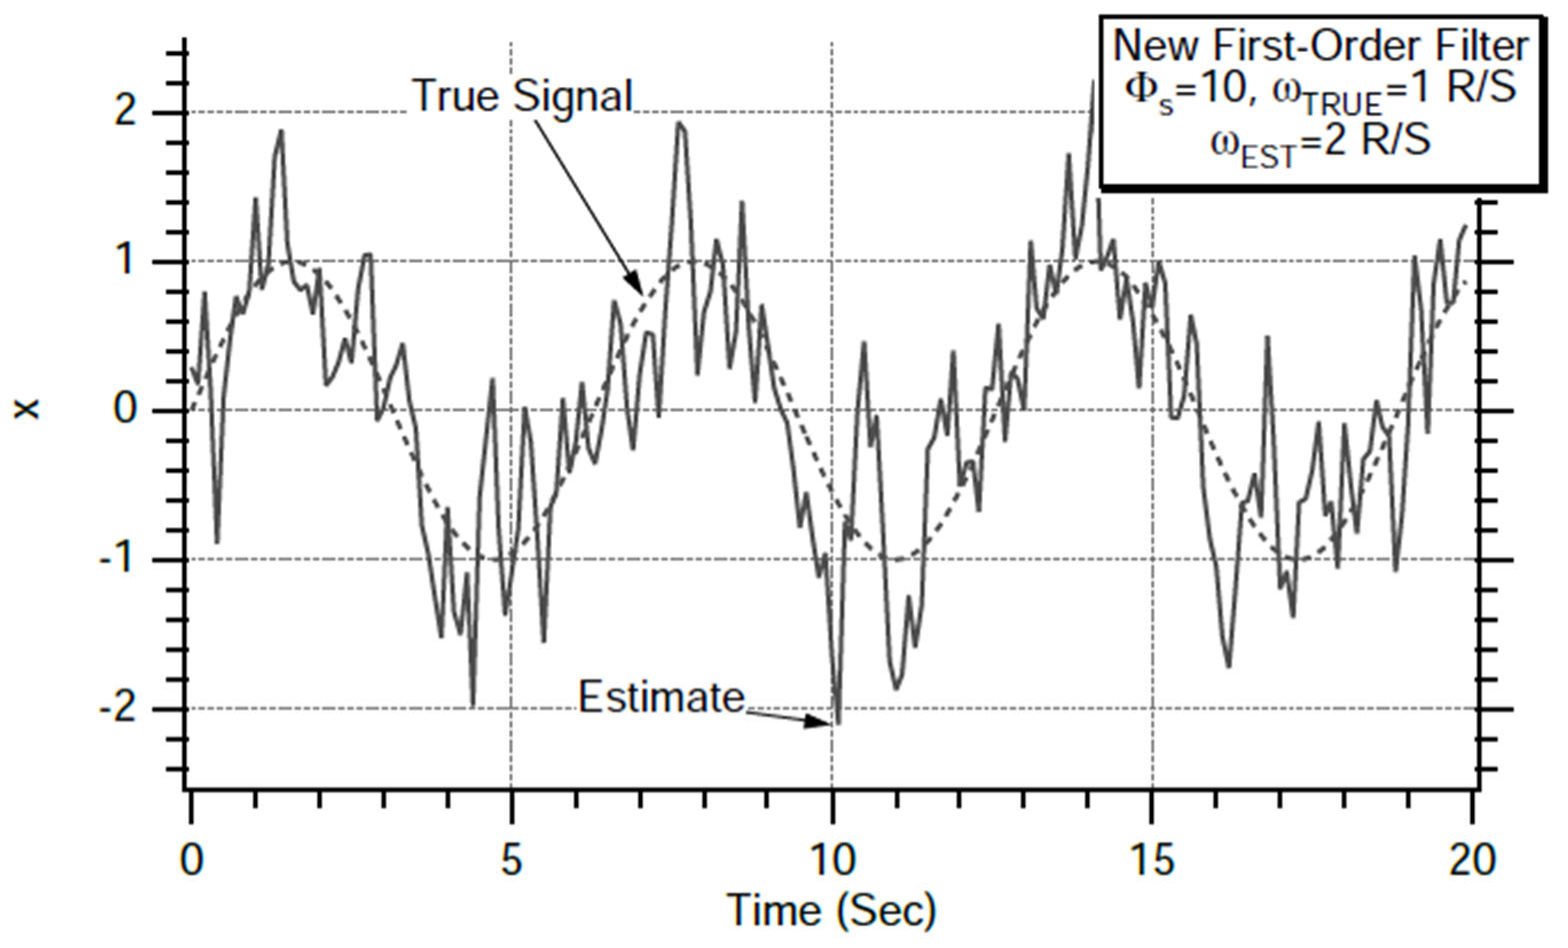 New First-Order Filter
Φs=10, ωTRUE=1 R/S
ωEST=2 R/S
True Signal
Estimate
x
2
1
0
-1
-2
0 5 10 15 20
Time (Sec)